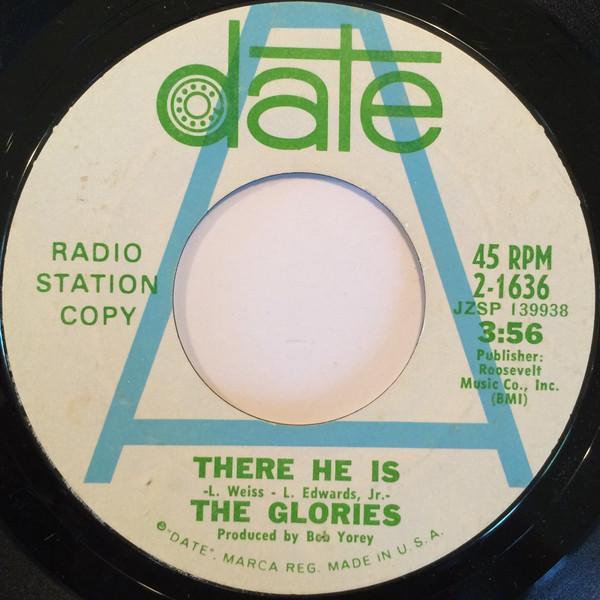 date
A
RADIO
STATION
COPY
45 RPM
2-1636
JZSP 139938
3:56
Publisher:
Roosevelt
Music Co., Inc.
(BMI)
THERE HE IS
-L. Weiss - L. Edwards, Jr.-
THE GLORIES
Produced by Bob Yorey
℗"DATE". MARCA REG. MADE IN U.S.A.